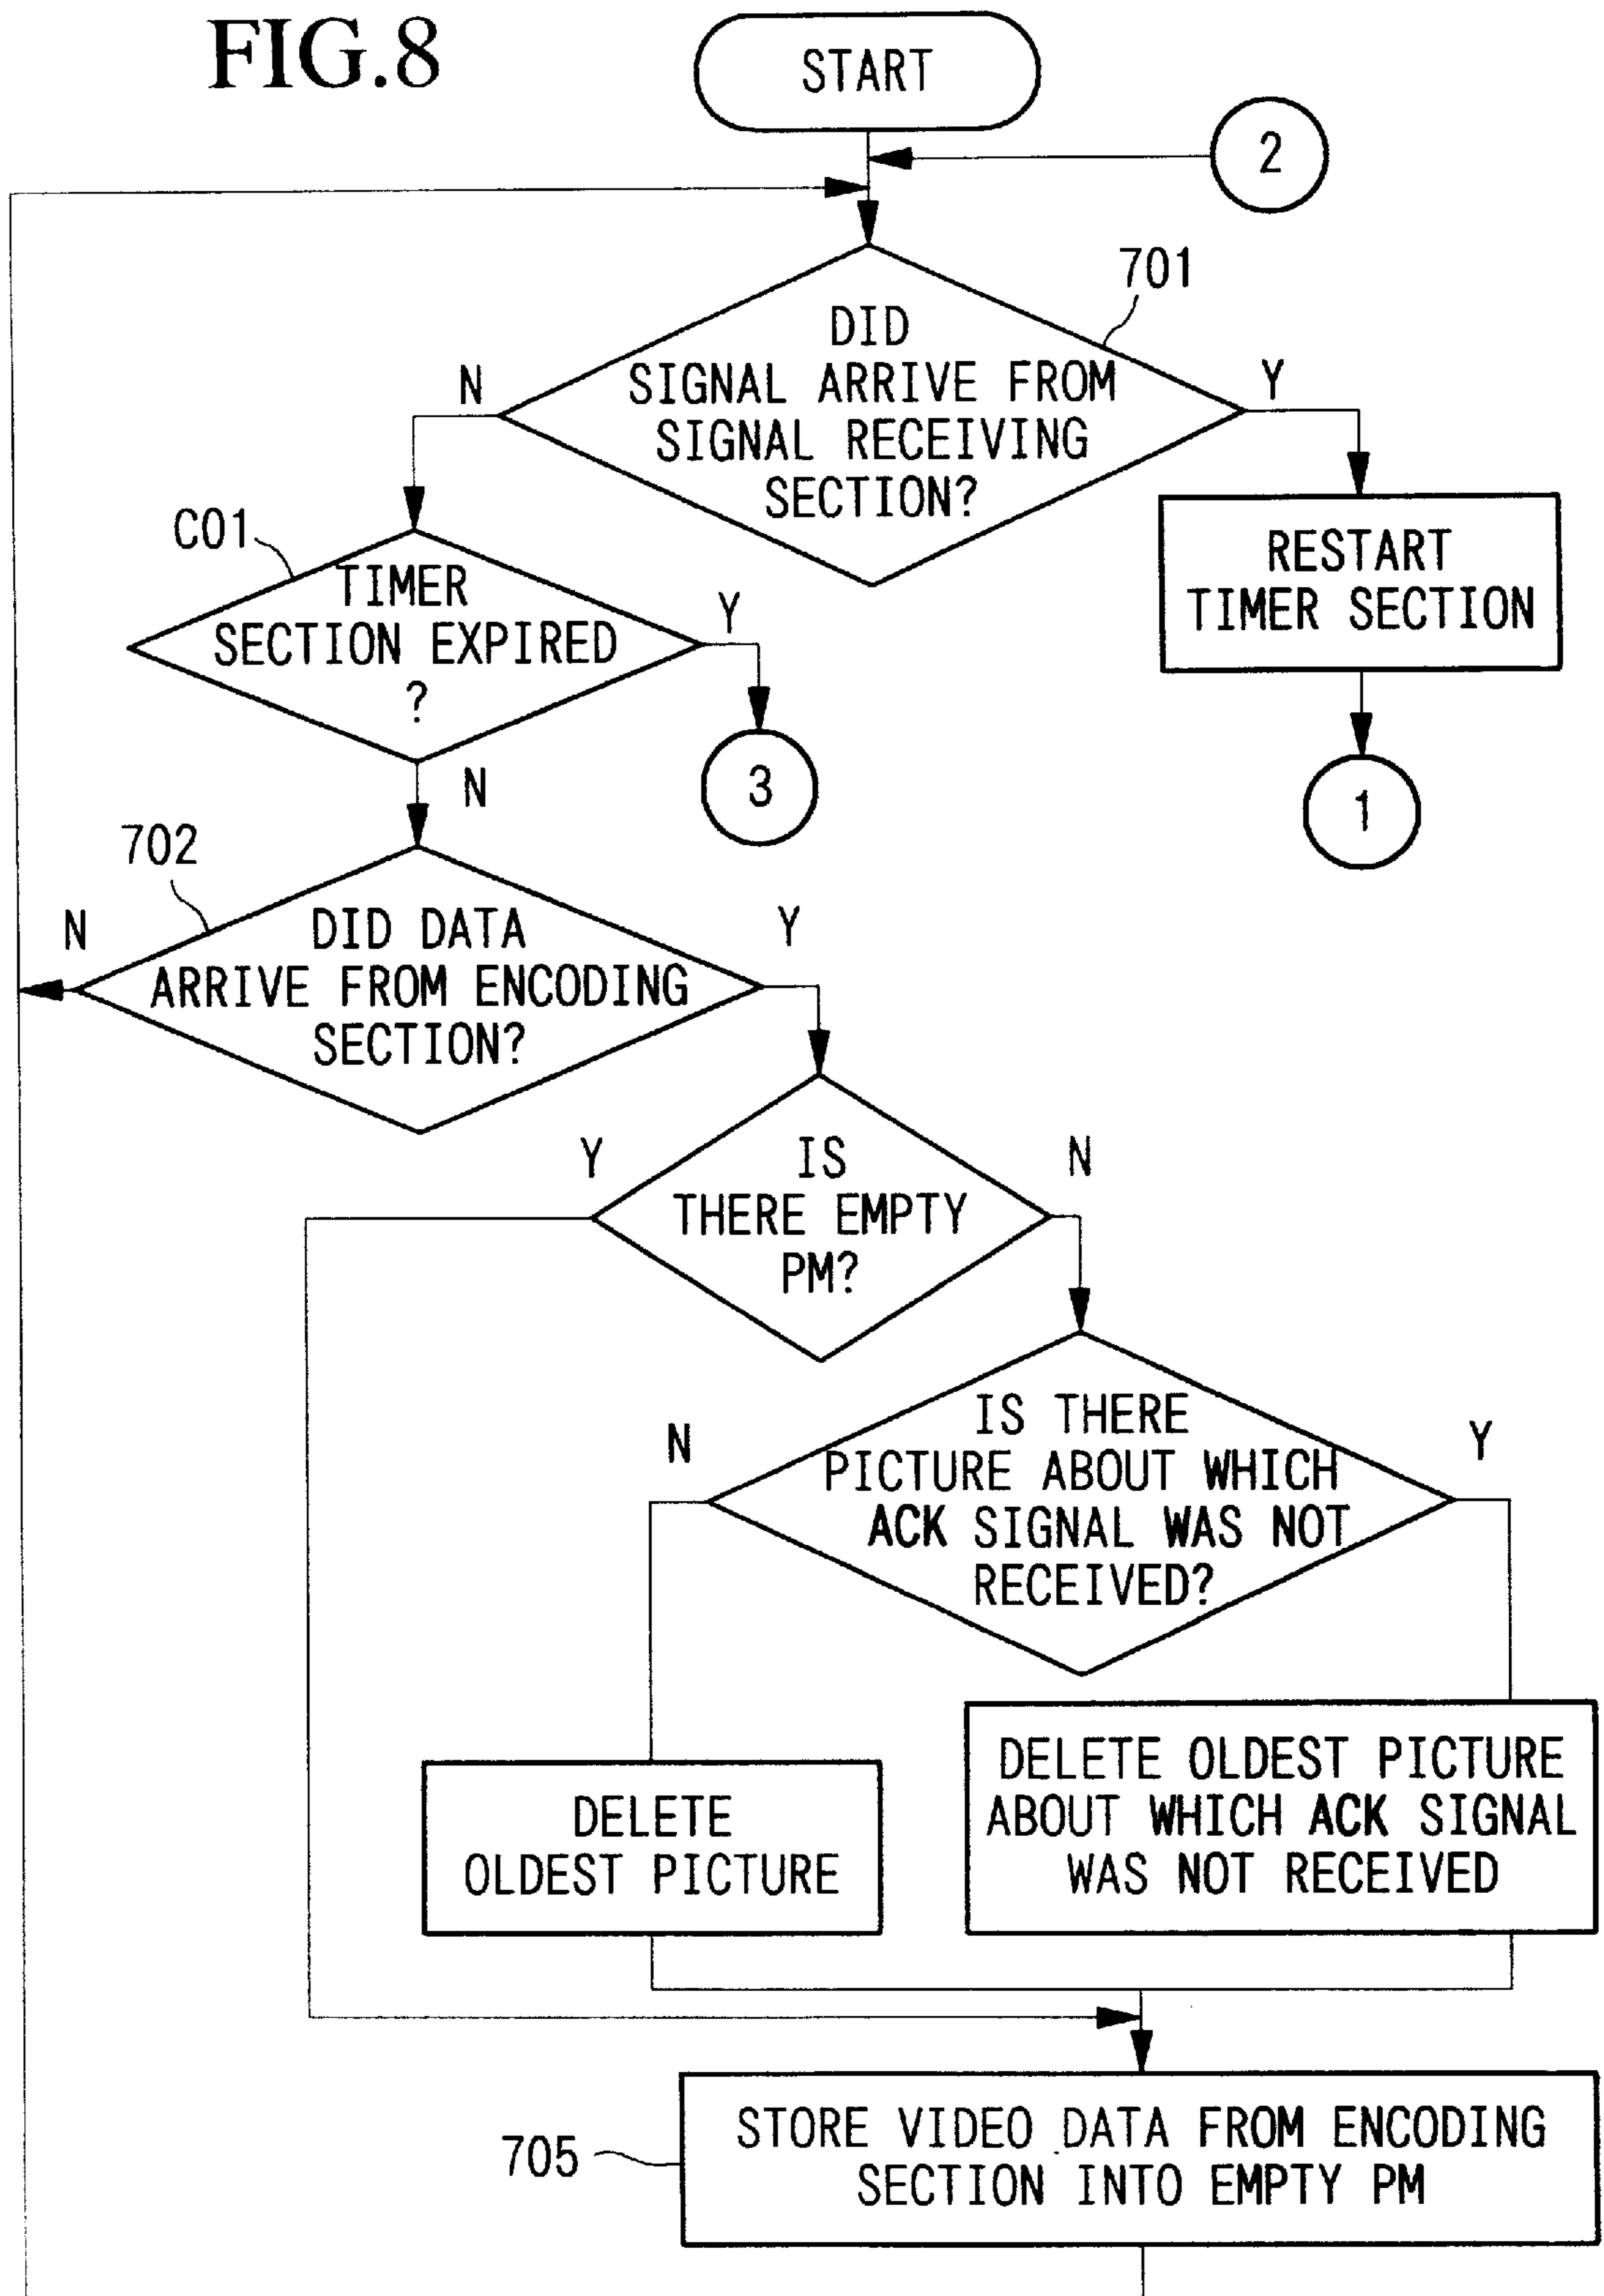 FIG.8
START
2
701
DID
SIGNAL ARRIVE FROM
SIGNAL RECEIVING
SECTION?
N
Y
C01
TIMER
SECTION EXPIRED
?
Y
RESTART
TIMER SECTION
N
3
1
702
N
DID DATA
ARRIVE FROM ENCODING
SECTION?
Y
Y
IS
THERE EMPTY
PM?
N
N
IS THERE
PICTURE ABOUT WHICH
ACK SIGNAL WAS NOT
RECEIVED?
Y
DELETE
OLDEST PICTURE
DELETE OLDEST PICTURE
ABOUT WHICH ACK SIGNAL
WAS NOT RECEIVED
705
STORE VIDEO DATA FROM ENCODING
SECTION INTO EMPTY PM